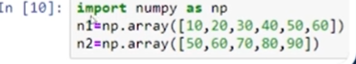 In [10]: import numpy as np
n1=np.array([10,20,30,40,50,60])
n2=np.array([50,60,70,80,90])